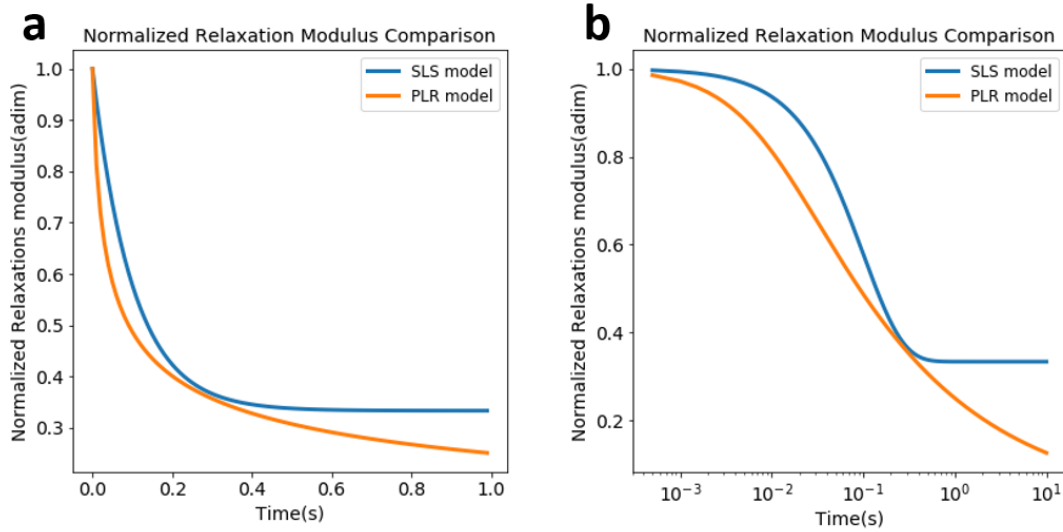 a
Normalized Relaxation Modulus Comparison
Normalized Relaxations modulus(adim)
1.0
0.9
0.8
0.7
0.6
0.5
0.4
0.3
SLS model
PLR model
0.0
0.2
0.4
0.6
0.8
1.0
Time(s)
b
Normalized Relaxation Modulus Comparison
Normalized Relaxations modulus(adim)
1.0
0.8
0.6
0.4
0.2
SLS model
PLR model
10⁻³
10⁻²
10⁻¹
10⁰
10¹
Time(s)